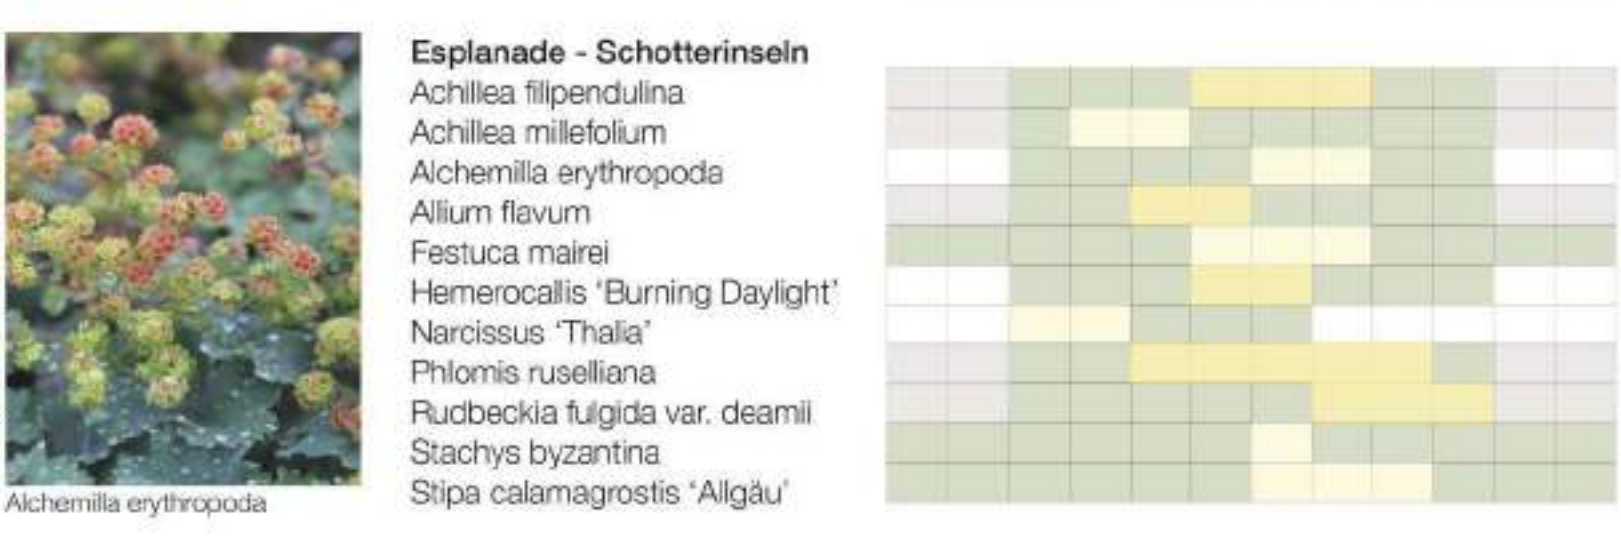 Esplanade - Schotterinseln
Achillea filipendulina
Achillea millefolium
Alchemilla erythropoda
Allium flavum
Festuca mairei
Hemerocallis ‘Burning Daylight’
Narcissus ‘Thalia’
Phlomis ruselliana
Rudbeckia fulgida var. deamii
Stachys byzantina
Stipa calamagrostis ‘Allgäu’
Alchemilla erythropoda